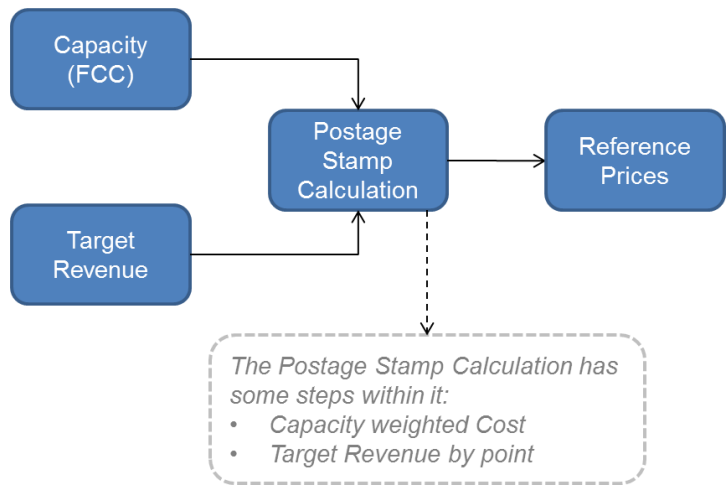 Capacity
(FCC)
Postage
Stamp
Calculation
Reference
Prices
Target
Revenue
The Postage Stamp Calculation has
some steps within it:
• Capacity weighted Cost
• Target Revenue by point